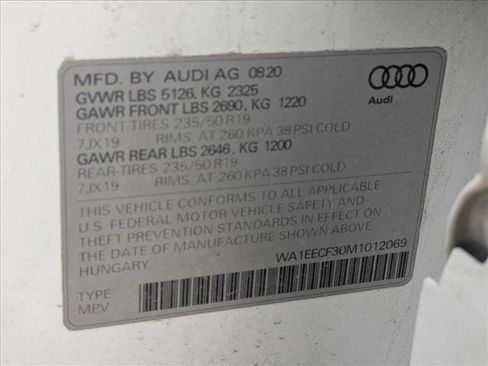 MFD. BY AUDI AG 0820
GVWR LBS 5126, KG 2325
GAWR FRONT LBS 2690, KG 1220
FRONT-TIRES 235/50 R19
7JX19 RIMS, AT 260 KPA 38 PSI COLD
GAWR REAR LBS 2646, KG 1200
REAR-TIRES 235/50 R19
7JX19 RIMS, AT 260 KPA 38 PSI COLD
THIS VEHICLE CONFORMS TO ALL APPLICABLE
U.S. FEDERAL MOTOR VEHICLE SAFETY AND
THEFT PREVENTION STANDARDS IN EFFECT ON
THE DATE OF MANUFACTURE SHOWN ABOVE
HUNGARY
WA1EECF30M1012069
TYPE
MPV
Audi